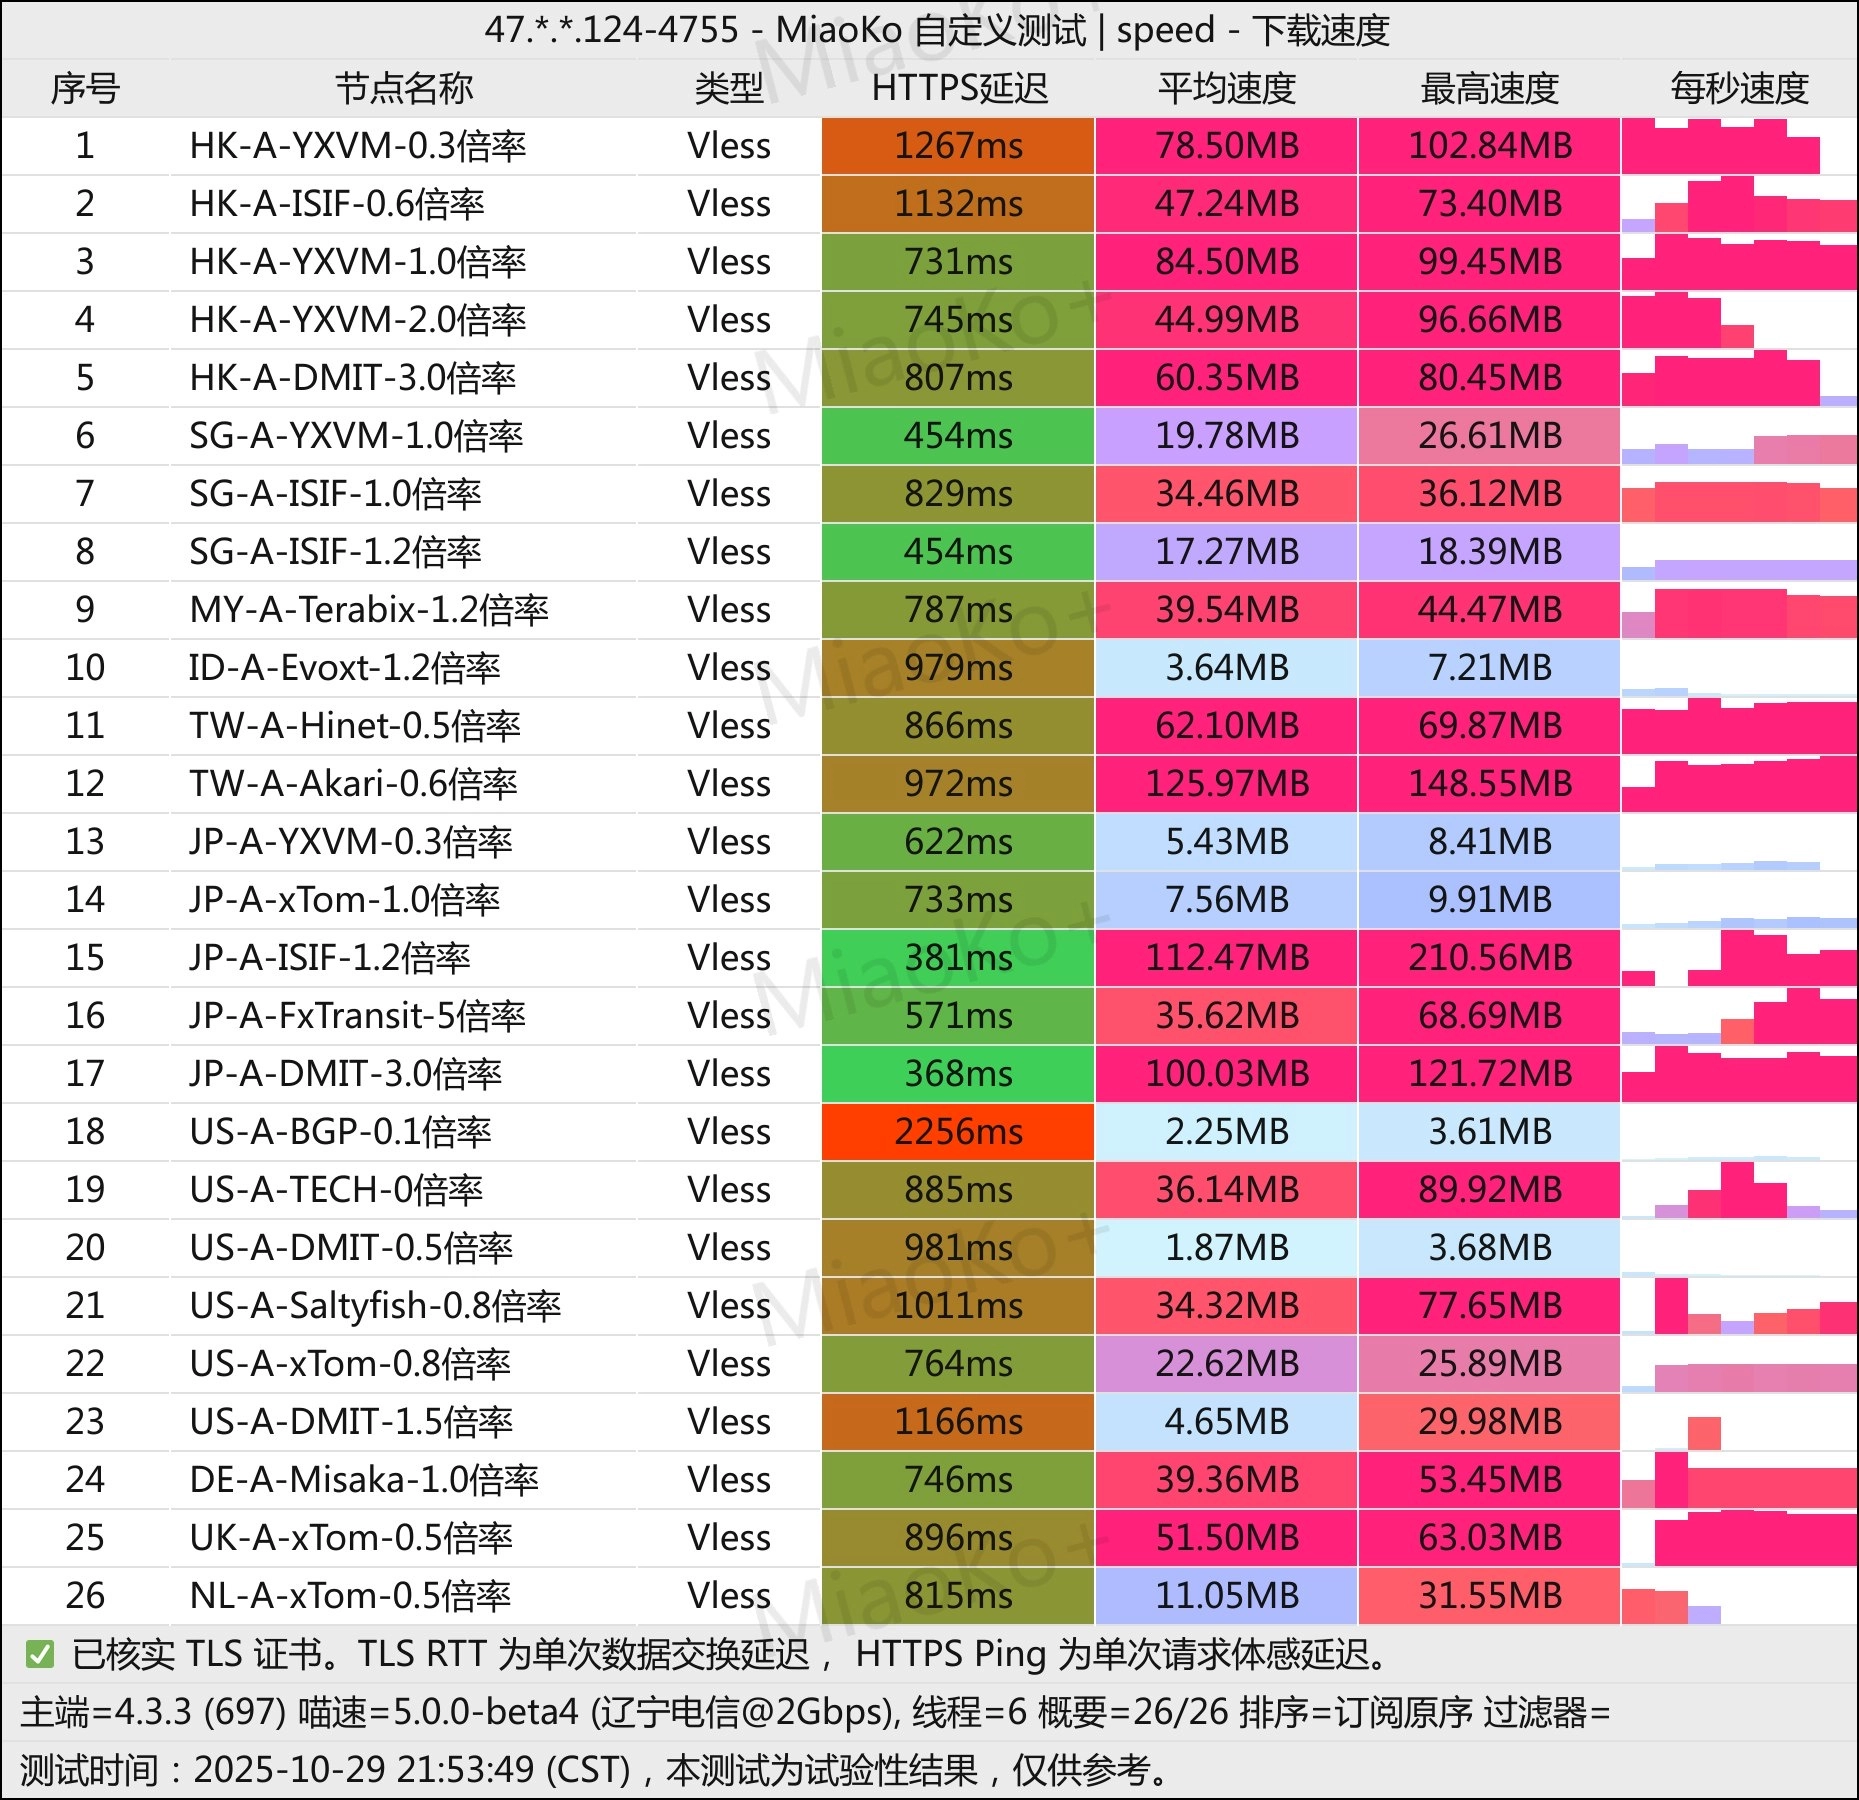 47.*.*.124-4755 - MiaoKo 自定义测试 | speed - 下载速度
序号 节点名称 类型 HTTPS延迟 平均速度 最高速度 每秒速度
1 HK-A-YXVM-0.3倍率 Vless 1267ms 78.50MB 102.84MB
2 HK-A-ISIF-0.6倍率 Vless 1132ms 47.24MB 73.40MB
3 HK-A-YXVM-1.0倍率 Vless 731ms 84.50MB 99.45MB
4 HK-A-YXVM-2.0倍率 Vless 745ms 44.99MB 96.66MB
5 HK-A-DMIT-3.0倍率 Vless 807ms 60.35MB 80.45MB
6 SG-A-YXVM-1.0倍率 Vless 454ms 19.78MB 26.61MB
7 SG-A-ISIF-1.0倍率 Vless 829ms 34.46MB 36.12MB
8 SG-A-ISIF-1.2倍率 Vless 454ms 17.27MB 18.39MB
9 MY-A-Terabix-1.2倍率 Vless 787ms 39.54MB 44.47MB
10 ID-A-Evoxt-1.2倍率 Vless 979ms 3.64MB 7.21MB
11 TW-A-Hinet-0.5倍率 Vless 866ms 62.10MB 69.87MB
12 TW-A-Akari-0.6倍率 Vless 972ms 125.97MB 148.55MB
13 JP-A-YXVM-0.3倍率 Vless 622ms 5.43MB 8.41MB
14 JP-A-xTom-1.0倍率 Vless 733ms 7.56MB 9.91MB
15 JP-A-ISIF-1.2倍率 Vless 381ms 112.47MB 210.56MB
16 JP-A-FxTransit-5倍率 Vless 571ms 35.62MB 68.69MB
17 JP-A-DMIT-3.0倍率 Vless 368ms 100.03MB 121.72MB
18 US-A-BGP-0.1倍率 Vless 2256ms 2.25MB 3.61MB
19 US-A-TECH-0倍率 Vless 885ms 36.14MB 89.92MB
20 US-A-DMIT-0.5倍率 Vless 981ms 1.87MB 3.68MB
21 US-A-Saltyfish-0.8倍率 Vless 1011ms 34.32MB 77.65MB
22 US-A-xTom-0.8倍率 Vless 764ms 22.62MB 25.89MB
23 US-A-DMIT-1.5倍率 Vless 1166ms 4.65MB 29.98MB
24 DE-A-Misaka-1.0倍率 Vless 746ms 39.36MB 53.45MB
25 UK-A-xTom-0.5倍率 Vless 896ms 51.50MB 63.03MB
26 NL-A-xTom-0.5倍率 Vless 815ms 11.05MB 31.55MB
✅ 已核实 TLS 证书。TLS RTT 为单次数据交换延迟， HTTPS Ping 为单次请求体感延迟。
主端=4.3.3 (697) 喵速=5.0.0-beta4 (辽宁电信@2Gbps), 线程=6 概要=26/26 排序=订阅原序 过滤器=
测试时间：2025-10-29 21:53:49 (CST)，本测试为试验性结果，仅供参考。
MiaoKo+
MiaoKo+
MiaoKo+
MiaoKo+
MiaoKo+
MiaoKo+